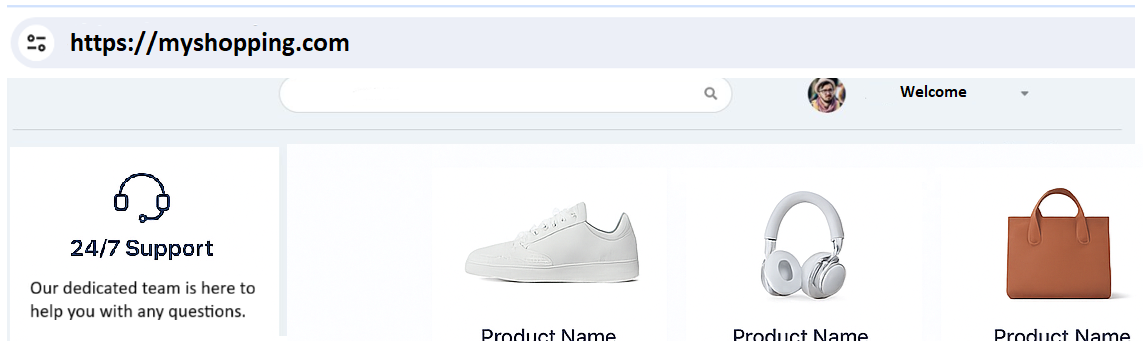 https://myshopping.com
Welcome
24/7 Support
Our dedicated team is here to
help you with any questions.
Product Name
Product Name
Product Name